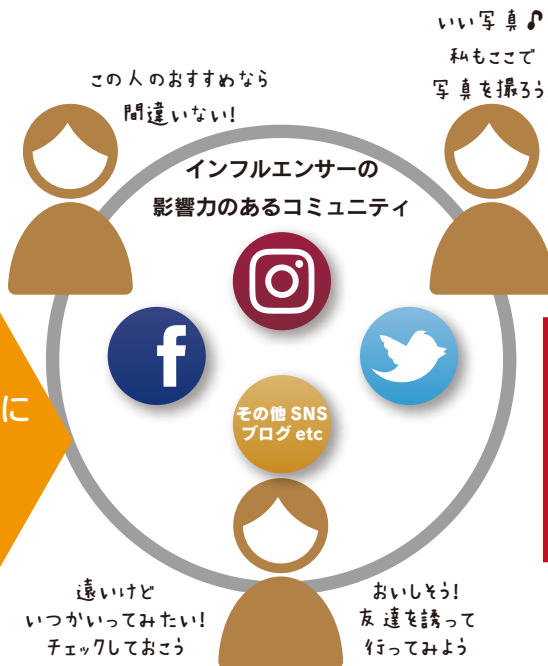 いい写真♪
私もここで
写真を撮ろう
この人のおすすめなら
間違いない!
インフルエンサーの
影響力のあるコミュニティ
f
に
その他 SNS
ブログ etc
遠いけど
いつかいってみたい!
チェックしておこう
おいしそう!
友達を誘って
行ってみよう